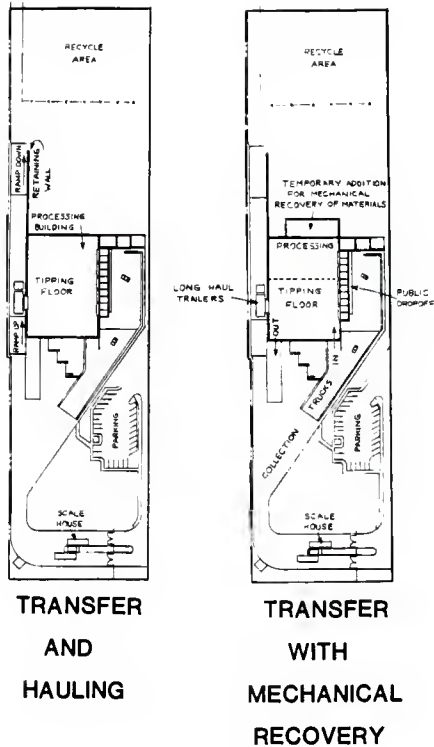 RECYCLE
AREA
RAMP DOWN
RETAINING
WALL
PROCESSING
BUILDING
TIPPING
FLOOR
RAMP UP
PARKING
SCALE
HOUSE
TRANSFER
AND
HAULING
RECYCLE
AREA
TEMPORARY ADDITION
FOR MECHANICAL
RECOVERY OF MATERIALS
PROCESSING
LONG HAUL
TRAILERS
TIPPING
FLOOR
PUBLIC
DROPOFF
OUT
IN
COLLECTION TRUCKS
PARKING
SCALE
HOUSE
TRANSFER
WITH
MECHANICAL
RECOVERY